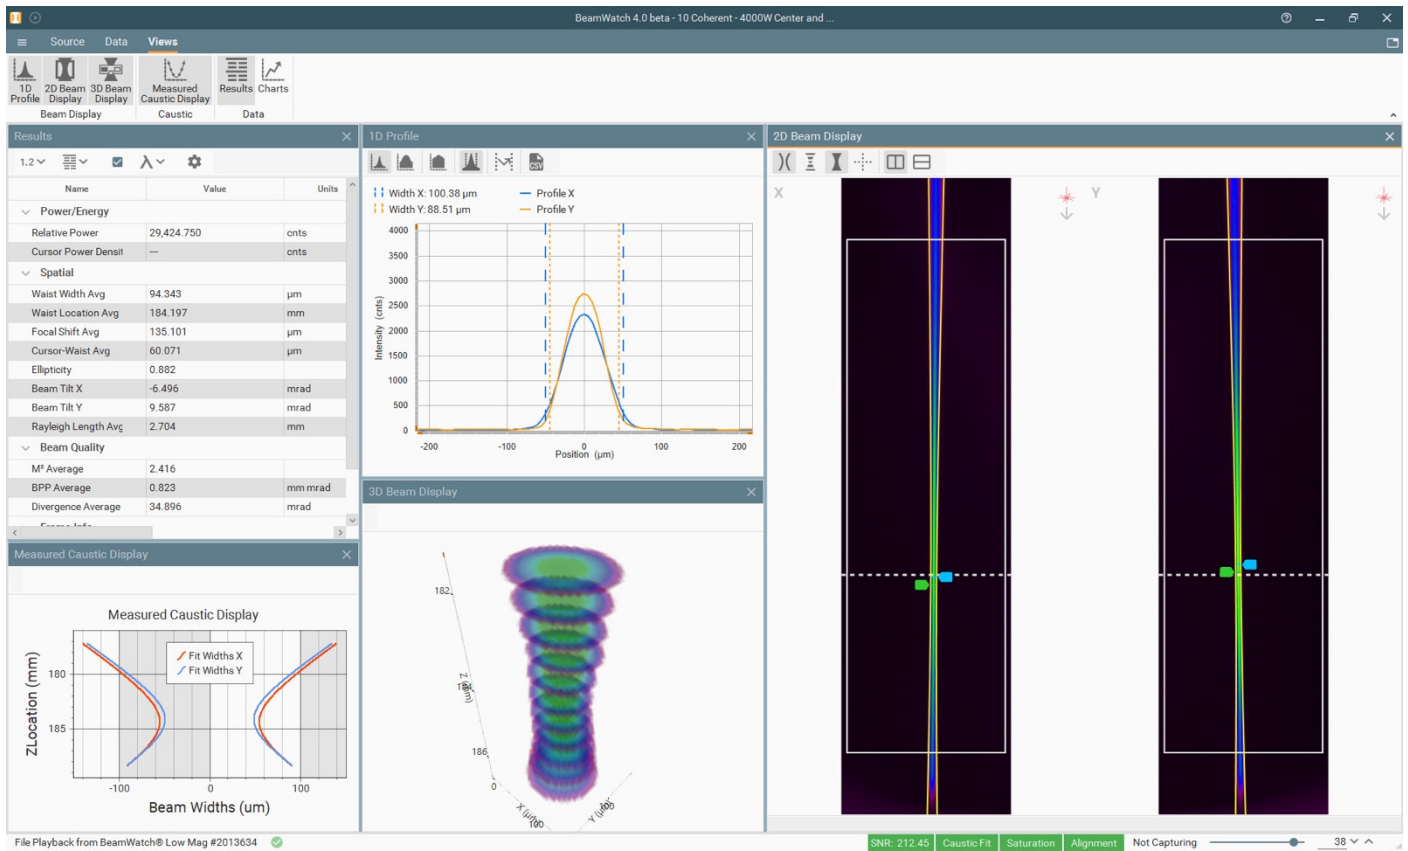 BeamWatch 4.0 beta - 10 Coherent - 4000W Center and ...
Source Data Views
1D Profile
2D Beam Display
3D Beam Display
Measured Caustic Display
Results
Charts
Beam Display
Caustic
Data
Results
1.2
Name Value Units
Power/Energy
Relative Power 29,424.750 cnts
Cursor Power Densit --- cnts
Spatial
Waist Width Avg 94.343 µm
Waist Location Avg 184.197 mm
Focal Shift Avg 135.101 µm
Cursor-Waist Avg 60.071 µm
Ellipticity 0.882
Beam Tilt X -6.496 mrad
Beam Tilt Y 9.587 mrad
Rayleigh Length Avg 2.704 mm
Beam Quality
M² Average 2.416
BPP Average 0.823 mm mrad
Divergence Average 34.896 mrad
Measured Caustic Display
Measured Caustic Display
Fit Widths X
Fit Widths Y
ZLocation (mm)
180
185
-100 0 100
Beam Widths (um)
1D Profile
CSV
Width X: 100.38 µm Profile X
Width Y: 88.51 µm Profile Y
Intensity (cnts)
4000
3500
3000
2500
2000
1500
1000
500
0
-200 -100 0 100 200
Position (µm)
3D Beam Display
182
184
Z (mm)
186
0
X (µm)
100
Y (µm)
100
2D Beam Display
X
Y
File Playback from BeamWatch® Low Mag #2013634
SNR: 212.45 Caustic Fit Saturation Alignment Not Capturing 38